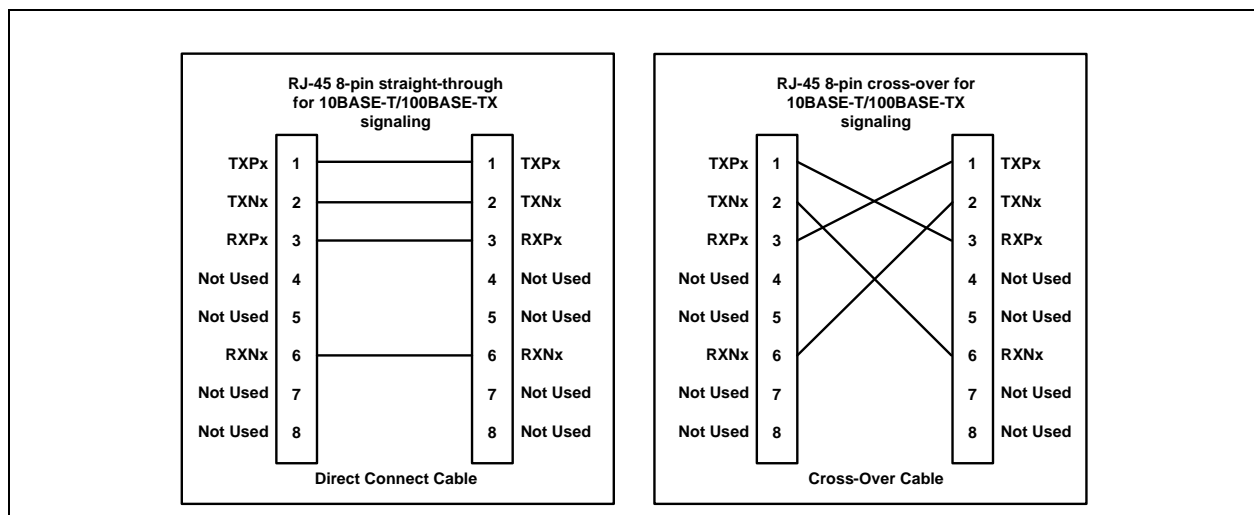 RJ-45 8-pin straight-through
for 10BASE-T/100BASE-TX
signaling
TXPx 1 1 TXPx
TXNx 2 2 TXNx
RXPx 3 3 RXPx
Not Used 4 4 Not Used
Not Used 5 5 Not Used
RXNx 6 6 RXNx
Not Used 7 7 Not Used
Not Used 8 8 Not Used
Direct Connect Cable
RJ-45 8-pin cross-over for
10BASE-T/100BASE-TX
signaling
TXPx 1 1 TXPx
TXNx 2 2 TXNx
RXPx 3 3 RXPx
Not Used 4 4 Not Used
Not Used 5 5 Not Used
RXNx 6 6 RXNx
Not Used 7 7 Not Used
Not Used 8 8 Not Used
Cross-Over Cable